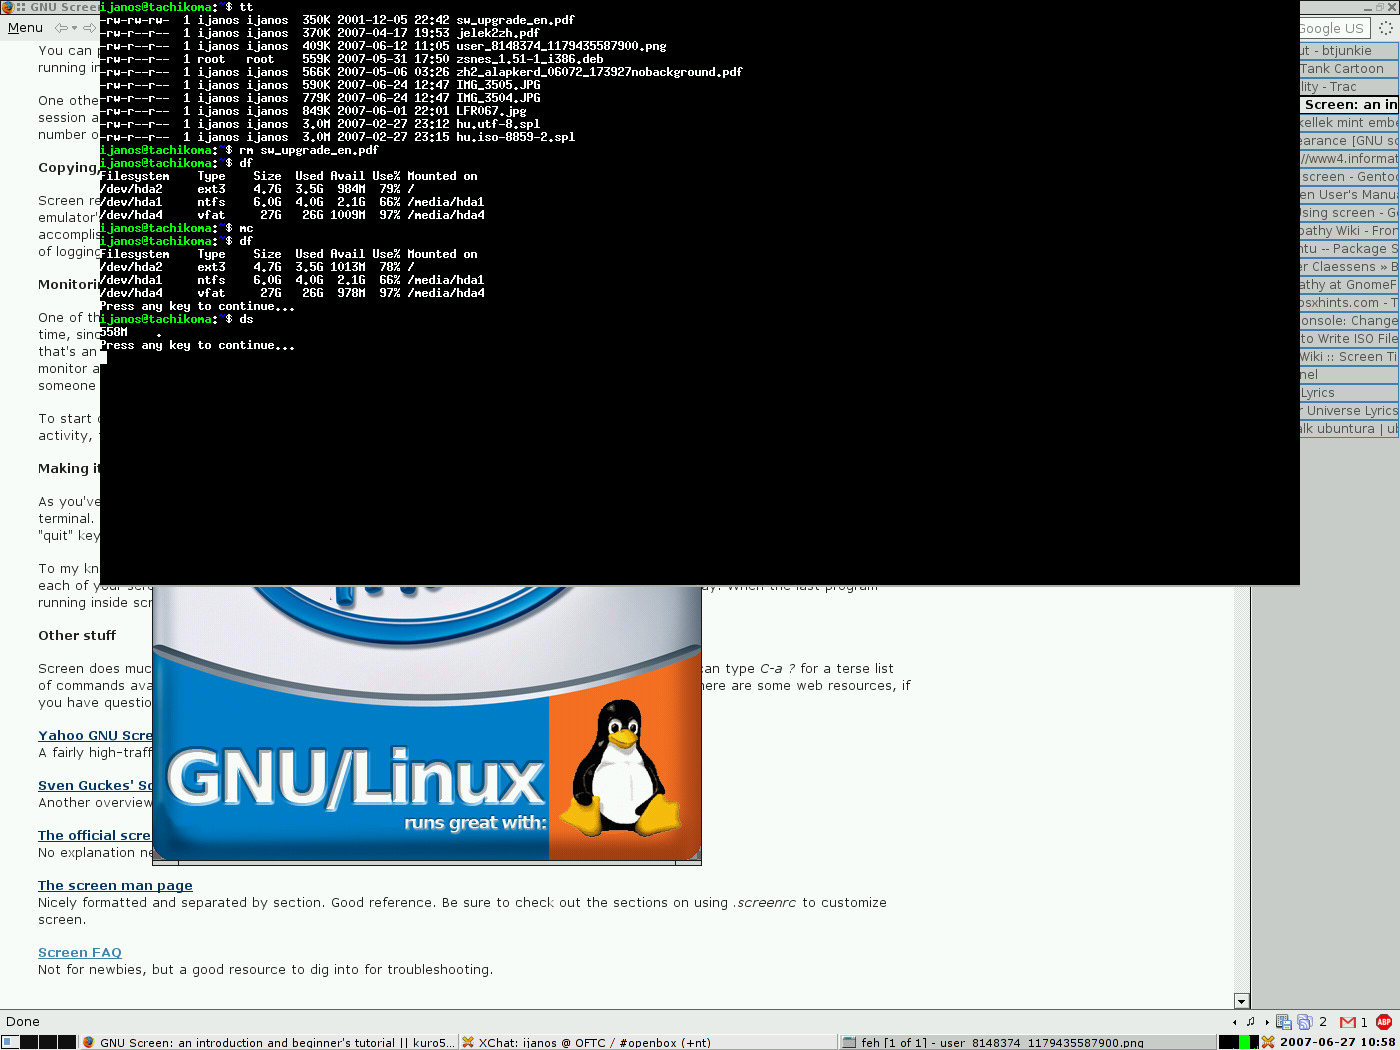 GNU Scree
Menu
Google US
ijanos@tachikoma:~$ tt
-rw-rw-rw- 1 ijanos ijanos 350K 2001-12-05 22:42 sw_upgrade_en.pdf
-rw-r--r-- 1 ijanos ijanos 370K 2007-04-17 19:53 jelek2zh.pdf
-rw-r--r-- 1 ijanos ijanos 409K 2007-06-12 11:05 user_8148374_1179435587900.png
-rw-r--r-- 1 root root 559K 2007-05-31 17:50 zsnes_1.51-1_i386.deb
-rw-r--r-- 1 ijanos ijanos 566K 2007-05-06 03:26 zh2_alapkerd_06072_173927nobackground.pdf
-rw-r--r-- 1 ijanos ijanos 590K 2007-06-24 12:47 IMG_3505.JPG
-rw-r--r-- 1 ijanos ijanos 779K 2007-06-24 12:47 IMG_3504.JPG
-rw-r--r-- 1 ijanos ijanos 849K 2007-06-01 22:01 LFR067.jpg
-rw-r--r-- 1 ijanos ijanos 3.0M 2007-02-27 23:12 hu.utf-8.spl
-rw-r--r-- 1 ijanos ijanos 3.0M 2007-02-27 23:15 hu.iso-8859-2.spl
ijanos@tachikoma:~$ rm sw_upgrade_en.pdf
ijanos@tachikoma:~$ df
Filesystem Type Size Used Avail Use% Mounted on
/dev/hda2 ext3 4.7G 3.5G 984M 79% /
/dev/hda1 ntfs 6.0G 4.0G 2.1G 66% /media/hda1
/dev/hda4 vfat 27G 26G 1009M 97% /media/hda4
ijanos@tachikoma:~$ mc
ijanos@tachikoma:~$ df
Filesystem Type Size Used Avail Use% Mounted on
/dev/hda2 ext3 4.7G 3.5G 1013M 78% /
/dev/hda1 ntfs 6.0G 4.0G 2.1G 66% /media/hda1
/dev/hda4 vfat 27G 26G 978M 97% /media/hda4
Press any key to continue...
ijanos@tachikoma:~$ ds
558M .
Press any key to continue...
You can
running in
One othe
session a
number o
Copying
Screen re
emulator'
accomplis
of logging
Monitori
One of th
time, sinc
that's an
monitor a
someone
To start
activity,
Making it
As you've
terminal.
"quit" key
To my kn
each of your scre
ay. When the last program
running inside scr
Other stuff
Screen does muc
can type C-a ? for a terse list
of commands ava
here are some web resources, if
you have questio
Yahoo GNU Scre
A fairly high-traff
Sven Guckes' Sc
Another overview
The official scre
No explanation ne
The screen man page
Nicely formatted and separated by section. Good reference. Be sure to check out the sections on using .screenrc to customize
screen.
Screen FAQ
Not for newbies, but a good resource to dig into for troubleshooting.
GNU/Linux
runs great with:
ut - btjunkie
Tank Cartoon
lity - Trac
Screen: an in
kellek mint embe
earance [GNU sc
//www4.informat
screen - Gentoo
en User's Manua
Using screen - Ge
pathy Wiki - Fron
ntu -- Package S
er Claessens » B
athy at GnomeF
osxhints.com - T
onsole: Change
to Write ISO File
Wiki :: Screen Ti
nel
Lyrics
r Universe Lyrics
alk ubuntura | ub
Done
2
1
ABP
GNU Screen: an introduction and beginner's tutorial || kuro5...
XChat: ijanos @ OFTC / #openbox (+nt)
feh [1 of 1] - user_8148374_1179435587900.png
2007-06-27 10:58